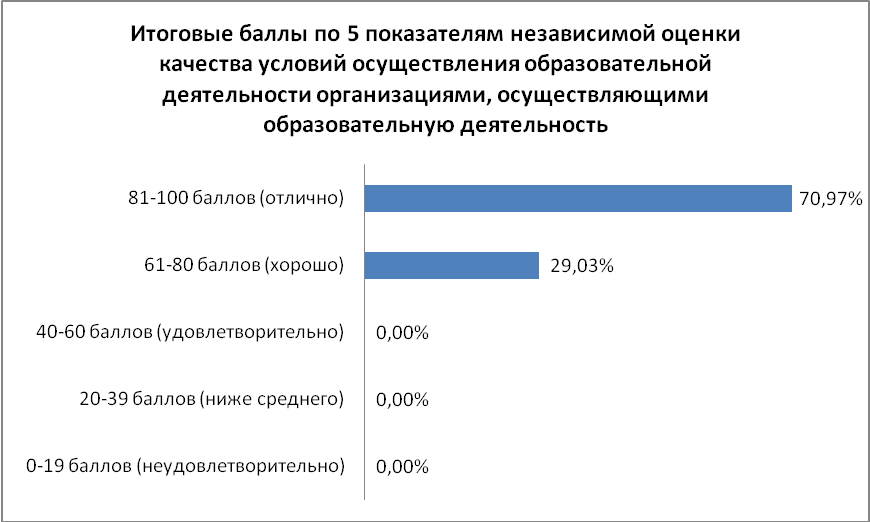 Итоговые баллы по 5 показателям независимой оценки
качества условий осуществления образовательной
деятельности организациями, осуществляющими
образовательную деятельность
81-100 баллов (отлично) 70,97%
61-80 баллов (хорошо) 29,03%
40-60 баллов (удовлетворительно) 0,00%
20-39 баллов (ниже среднего) 0,00%
0-19 баллов (неудовлетворительно) 0,00%